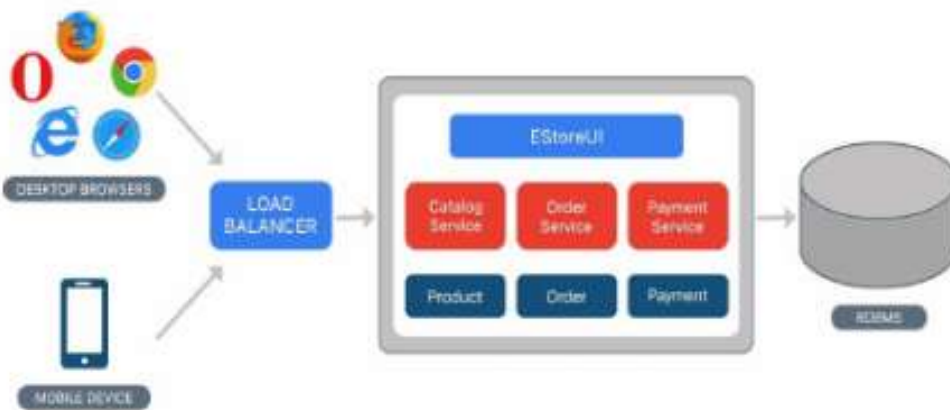 DESKTOP BROWSERS
LOAD
BALANCER
EStoreUI
Catalog
Service
Order
Service
Payment
Service
Product
Order
Payment
RDBMS
MOBILE DEVICE